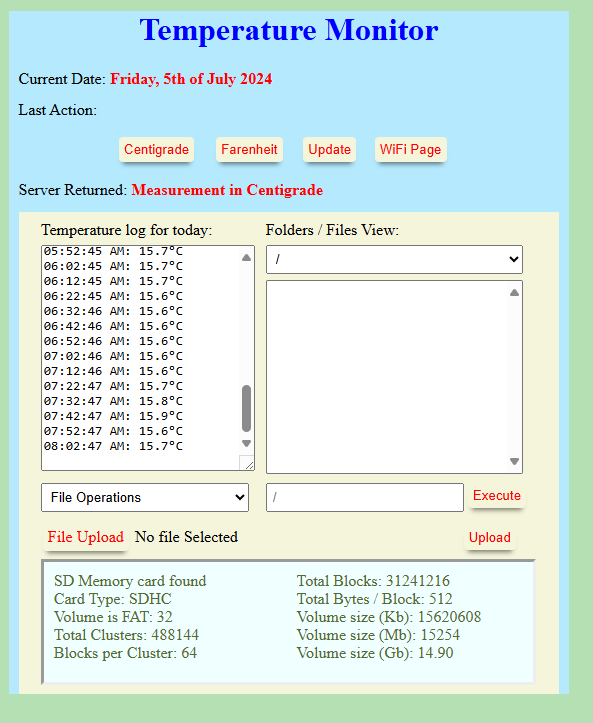 Temperature Monitor
Current Date: Friday, 5th of July 2024
Last Action:
Centigrade Farenheit Update WiFi Page
Server Returned: Measurement in Centigrade
Temperature log for today:
05:52:45 AM: 15.7°C
06:02:45 AM: 15.7°C
06:12:45 AM: 15.7°C
06:22:45 AM: 15.6°C
06:32:46 AM: 15.6°C
06:42:46 AM: 15.6°C
06:52:46 AM: 15.6°C
07:02:46 AM: 15.6°C
07:12:46 AM: 15.6°C
07:22:47 AM: 15.7°C
07:32:47 AM: 15.8°C
07:42:47 AM: 15.9°C
07:52:47 AM: 15.6°C
08:02:47 AM: 15.7°C
Folders / Files View:
/
File Operations / Execute
File Upload No file Selected Upload
SD Memory card found
Card Type: SDHC
Volume is FAT: 32
Total Clusters: 488144
Blocks per Cluster: 64
Total Blocks: 31241216
Total Bytes / Block: 512
Volume size (Kb): 15620608
Volume size (Mb): 15254
Volume size (Gb): 14.90